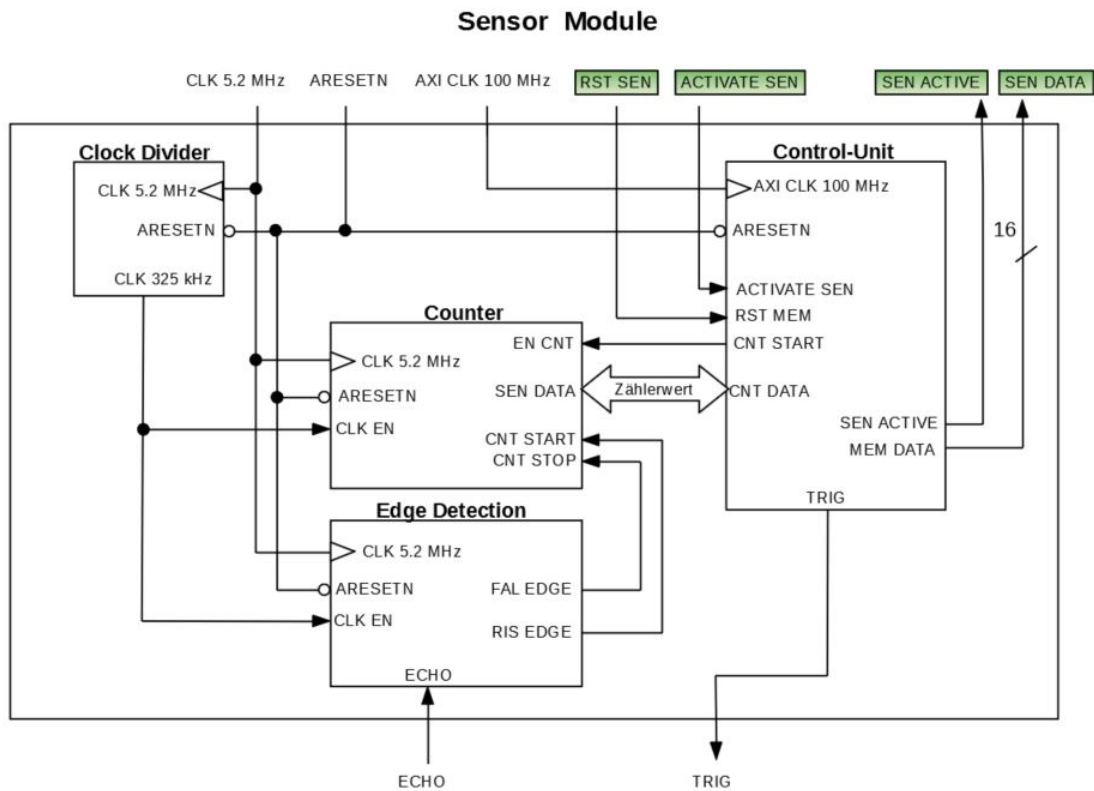 Sensor Module
CLK 5.2 MHz
ARESETN
AXI CLK 100 MHz
RST SEN
ACTIVATE SEN
SEN ACTIVE
SEN DATA
Clock Divider
CLK 5.2 MHz
ARESETN
CLK 325 kHz
Control-Unit
AXI CLK 100 MHz
ARESETN
ACTIVATE SEN
RST MEM
CNT START
CNT DATA
SEN ACTIVE
MEM DATA
TRIG
16
Counter
EN CNT
CLK 5.2 MHz
SEN DATA
ARESETN
CLK EN
CNT START
CNT STOP
Zählerwert
Edge Detection
CLK 5.2 MHz
ARESETN
FAL EDGE
CLK EN
RIS EDGE
ECHO
ECHO
TRIG